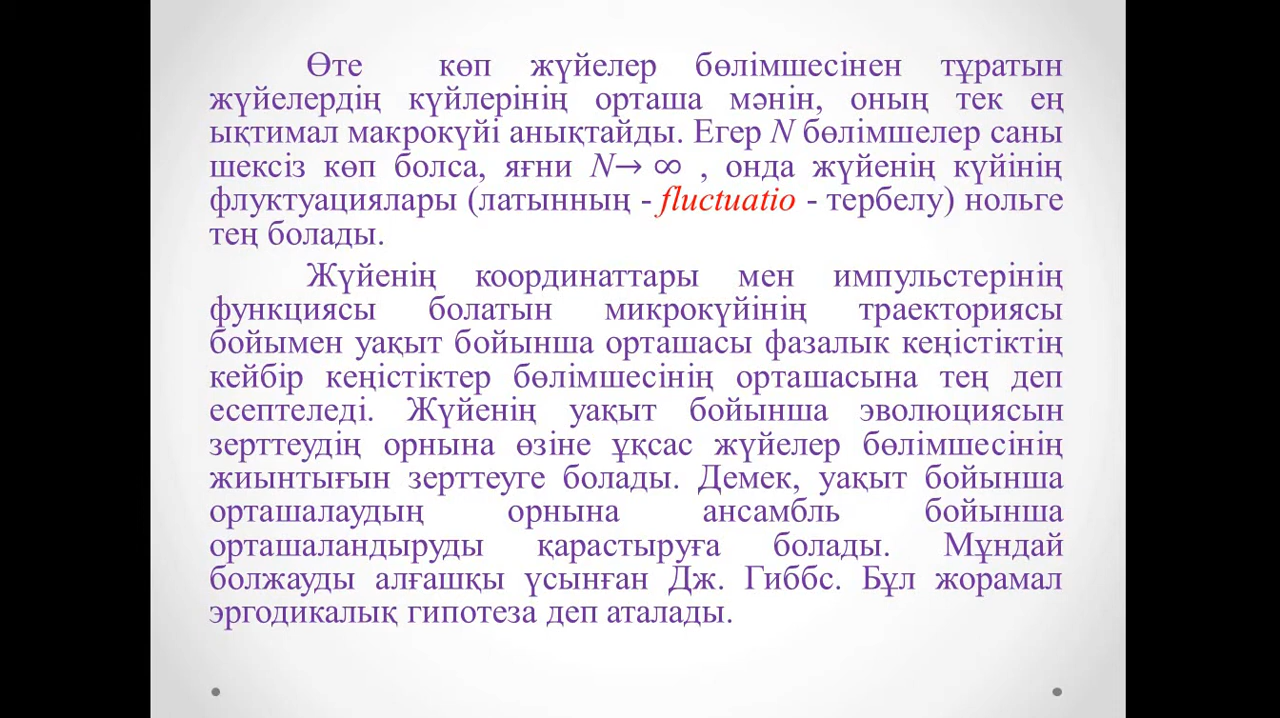 Өте көп жүйелер бөлімшесінен тұратын
жүйелердің күйлерінің орташа мәнін, оның тек ең
ықтимал макрокүйі анықтайды. Егер N бөлімшелер саны
шексіз көп болса, яғни N→ ∞ , онда жүйенің күйінің
флуктуациялары (латынның - fluctuatio - тербелу) нольге
тең болады.
Жүйенің координаттары мен импульстерінің
функциясы болатын микрокүйінің траекториясы
бойымен уақыт бойынша орташасы фазалык кеңістіктің
кейбір кеңістіктер бөлімшесінің орташасына тең деп
есептеледі. Жүйенің уақыт бойынша эволюциясын
зерттеудің орнына өзіне ұқсас жүйелер бөлімшесінің
жиынтығын зерттеуге болады. Демек, уақыт бойынша
орташалаудың орнына ансамбль бойынша
орташаландыруды қарастыруға болады. Мұндай
болжауды алғашқы үсынған Дж. Гиббс. Бұл жорамал
эргодикалық гипотеза деп аталады.